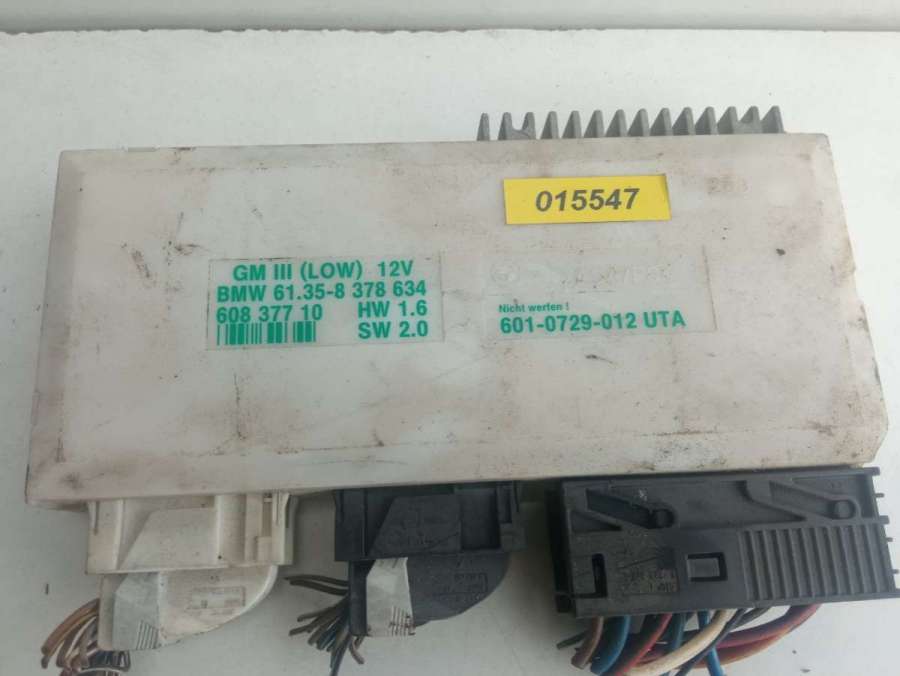 015547
GM III (LOW) 12V
BMW 61.35-8 378 634
608 377 10 HW 1.6
SW 2.0
Nicht werfen !
601-0729-012 UTA